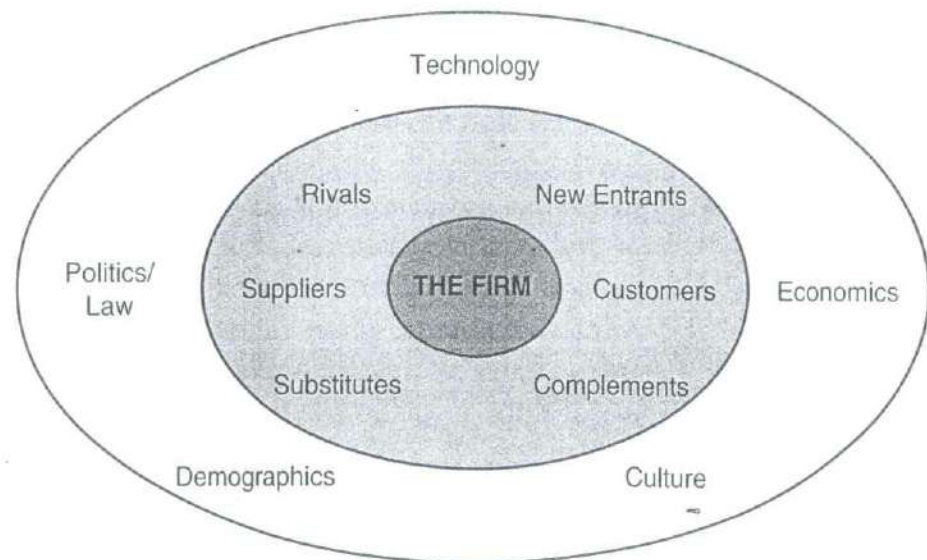 Technology
Rivals
New Entrants
Politics/
Law
Suppliers
THE FIRM
Customers
Economics
Substitutes
Complements
Demographics
Culture